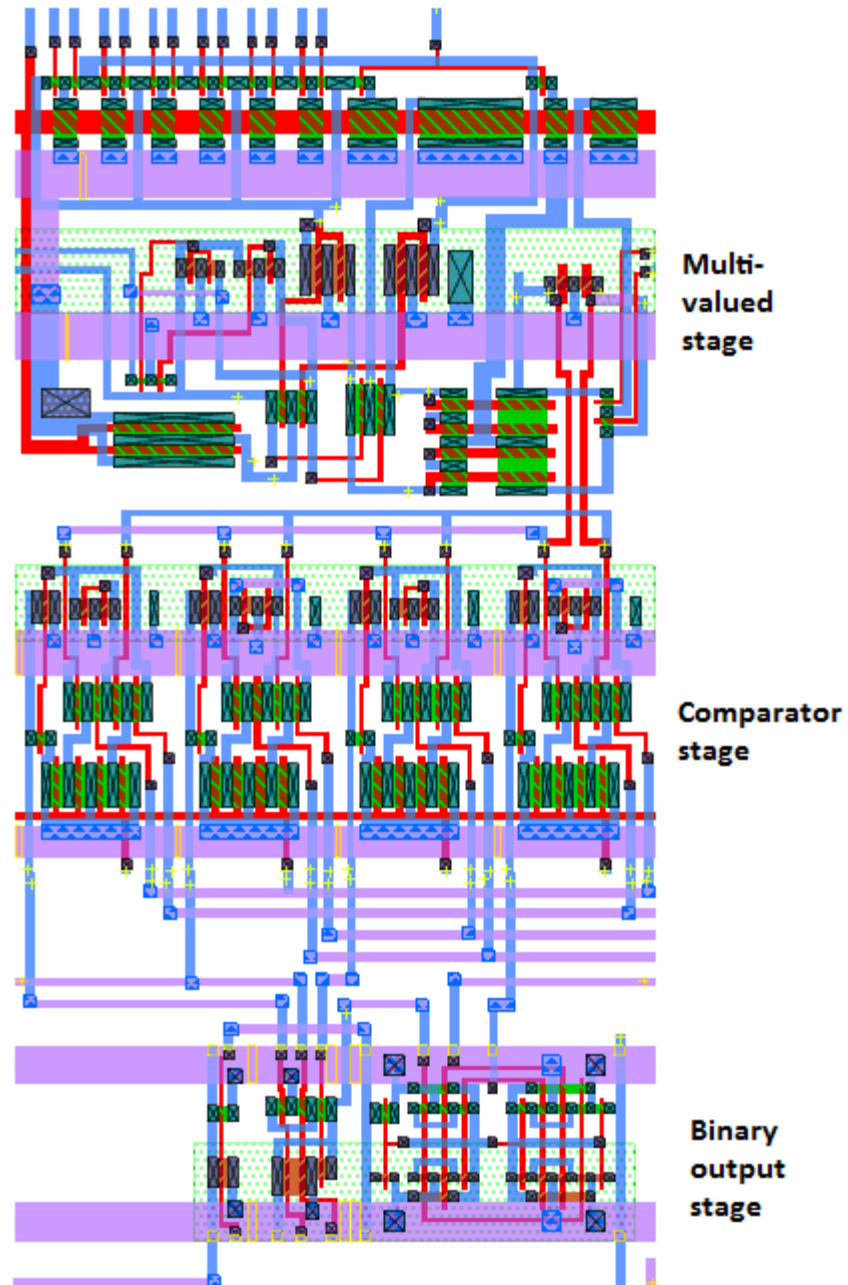 Multi-
valued
stage
Comparator
stage
Binary
output
stage